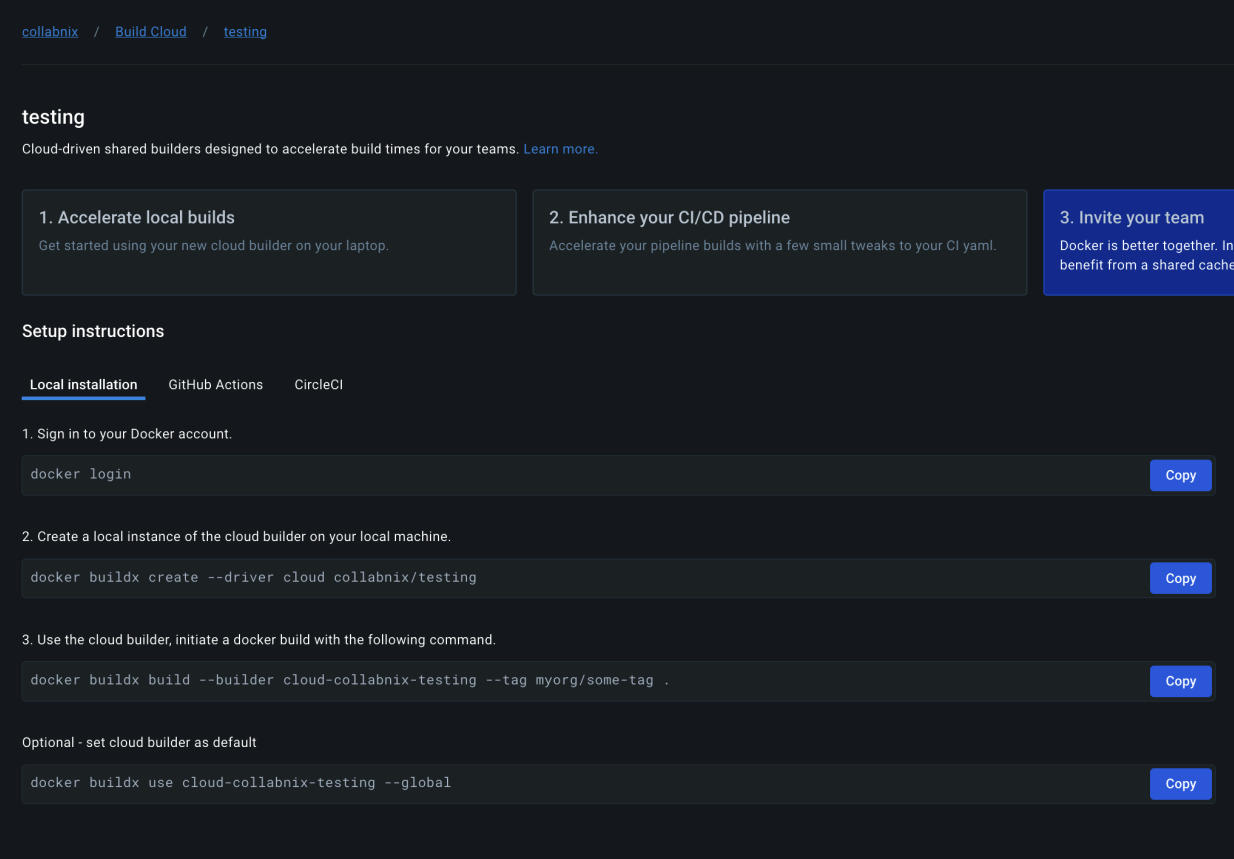 collabnix / Build Cloud / testing
testing
Cloud-driven shared builders designed to accelerate build times for your teams. Learn more.
1. Accelerate local builds
Get started using your new cloud builder on your laptop.
2. Enhance your CI/CD pipeline
Accelerate your pipeline builds with a few small tweaks to your CI yaml.
3. Invite your team
Docker is better together. In
benefit from a shared cache
Setup instructions
Local installation GitHub Actions CircleCI
1. Sign in to your Docker account.
docker login Copy
2. Create a local instance of the cloud builder on your local machine.
docker buildx create --driver cloud collabnix/testing Copy
3. Use the cloud builder, initiate a docker build with the following command.
docker buildx build --builder cloud-collabnix-testing --tag myorg/some-tag . Copy
Optional - set cloud builder as default
docker buildx use cloud-collabnix-testing --global Copy